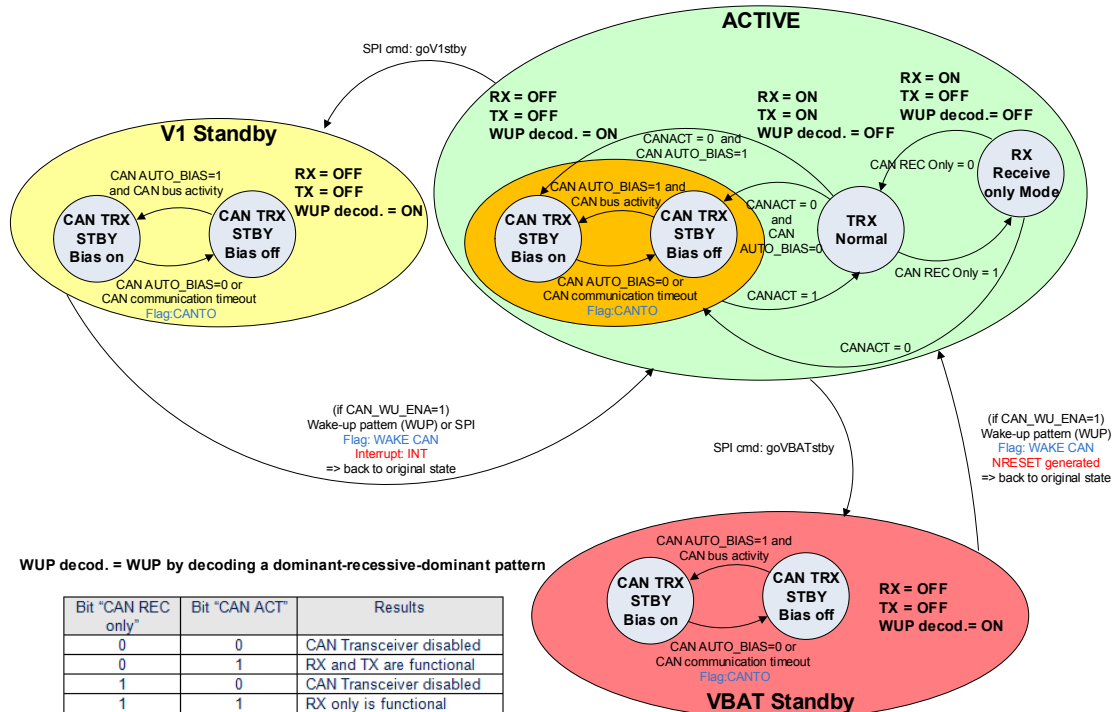 ACTIVE
SPI cmd: goV1stby
RX = OFF
TX = OFF
WUP decod. = ON
RX = ON
TX = ON
WUP decod. = OFF
RX = ON
TX = OFF
WUP decod.= OFF
CANACT = 0 and
CAN AUTO_BIAS=1
CAN REC Only = 0
RX
Receive
only Mode
CAN AUTO_BIAS=1 and
CAN bus activity
CAN TRX
STBY
Bias on
CAN TRX
STBY
Bias off
CANACT = 0
and
CAN
AUTO_BIAS=0
TRX
Normal
CAN REC Only = 1
CAN AUTO_BIAS=0 or
CAN communication timeout
Flag:CANTO
CANACT = 1
CANACT = 0
V1 Standby
CAN AUTO_BIAS=1
and CAN bus activity
RX = OFF
TX = OFF
WUP decod. = ON
CAN TRX
STBY
Bias on
CAN TRX
STBY
Bias off
CAN AUTO_BIAS=0 or
CAN communication timeout
Flag:CANTO
(if CAN_WU_ENA=1)
Wake-up pattern (WUP) or SPI
Flag: WAKE CAN
Interrupt: INT
=> back to original state
SPI cmd: goVBATstby
(if CAN_WU_ENA=1)
Wake-up pattern (WUP)
Flag: WAKE CAN
NRESET generated
=> back to original state
CAN AUTO_BIAS=1 and
CAN bus activity
CAN TRX
STBY
Bias on
CAN TRX
STBY
Bias off
RX = OFF
TX = OFF
WUP decod.= ON
CAN AUTO_BIAS=0 or
CAN communication timeout
Flag:CANTO
VBAT Standby
WUP decod. = WUP by decoding a dominant-recessive-dominant pattern
Bit “CAN REC only” Bit “CAN ACT” Results
0 0 CAN Transceiver disabled
0 1 RX and TX are functional
1 0 CAN Transceiver disabled
1 1 RX only is functional